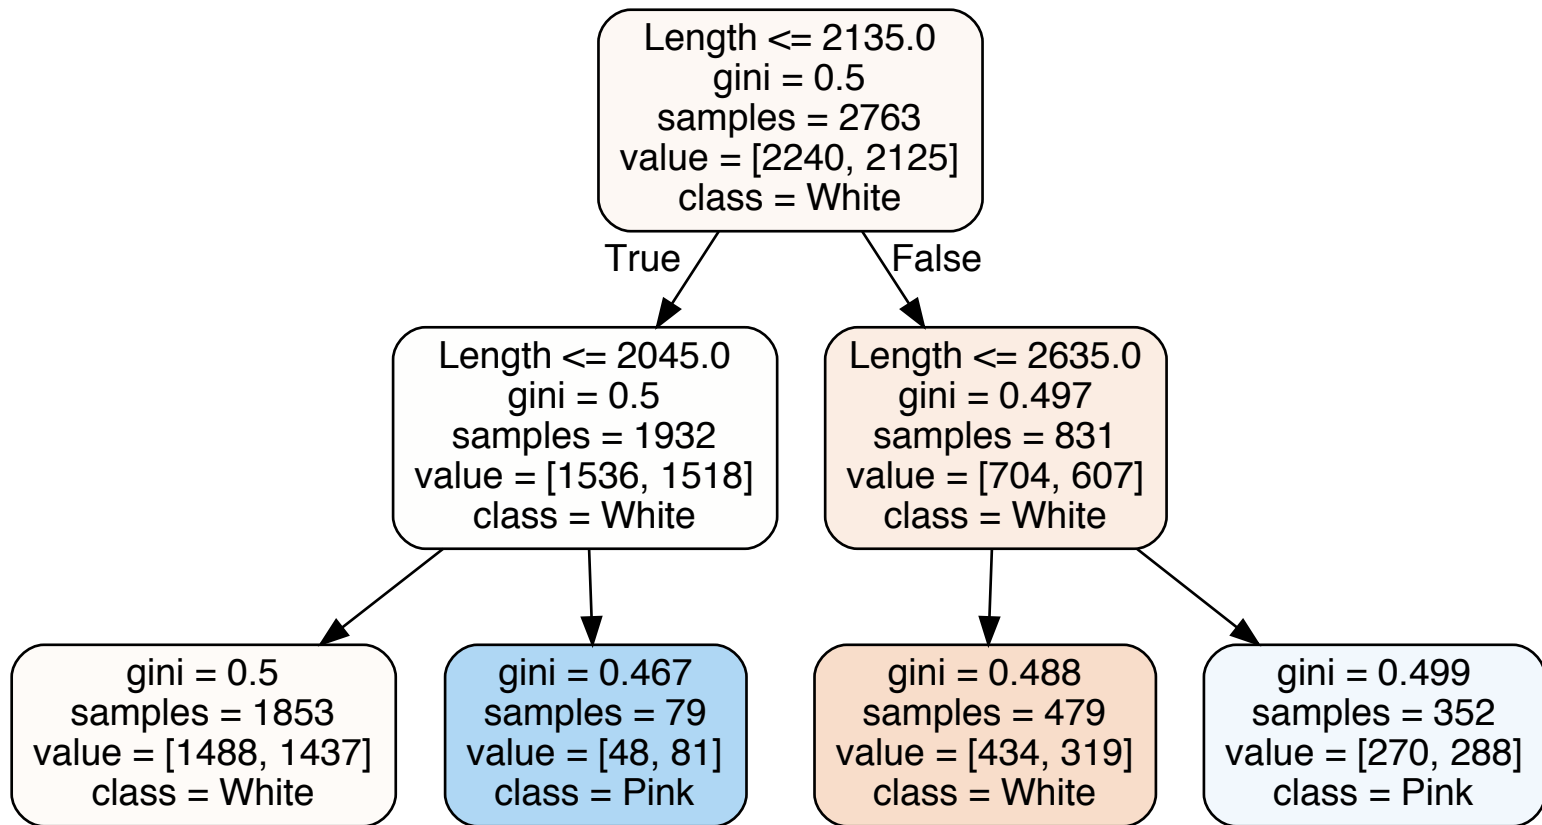 Length <= 2135.0
gini = 0.5
samples = 2763
value = [2240, 2125]
class = White
True
False
Length <= 2045.0
gini = 0.5
samples = 1932
value = [1536, 1518]
class = White
Length <= 2635.0
gini = 0.497
samples = 831
value = [704, 607]
class = White
gini = 0.5
samples = 1853
value = [1488, 1437]
class = White
gini = 0.467
samples = 79
value = [48, 81]
class = Pink
gini = 0.488
samples = 479
value = [434, 319]
class = White
gini = 0.499
samples = 352
value = [270, 288]
class = Pink